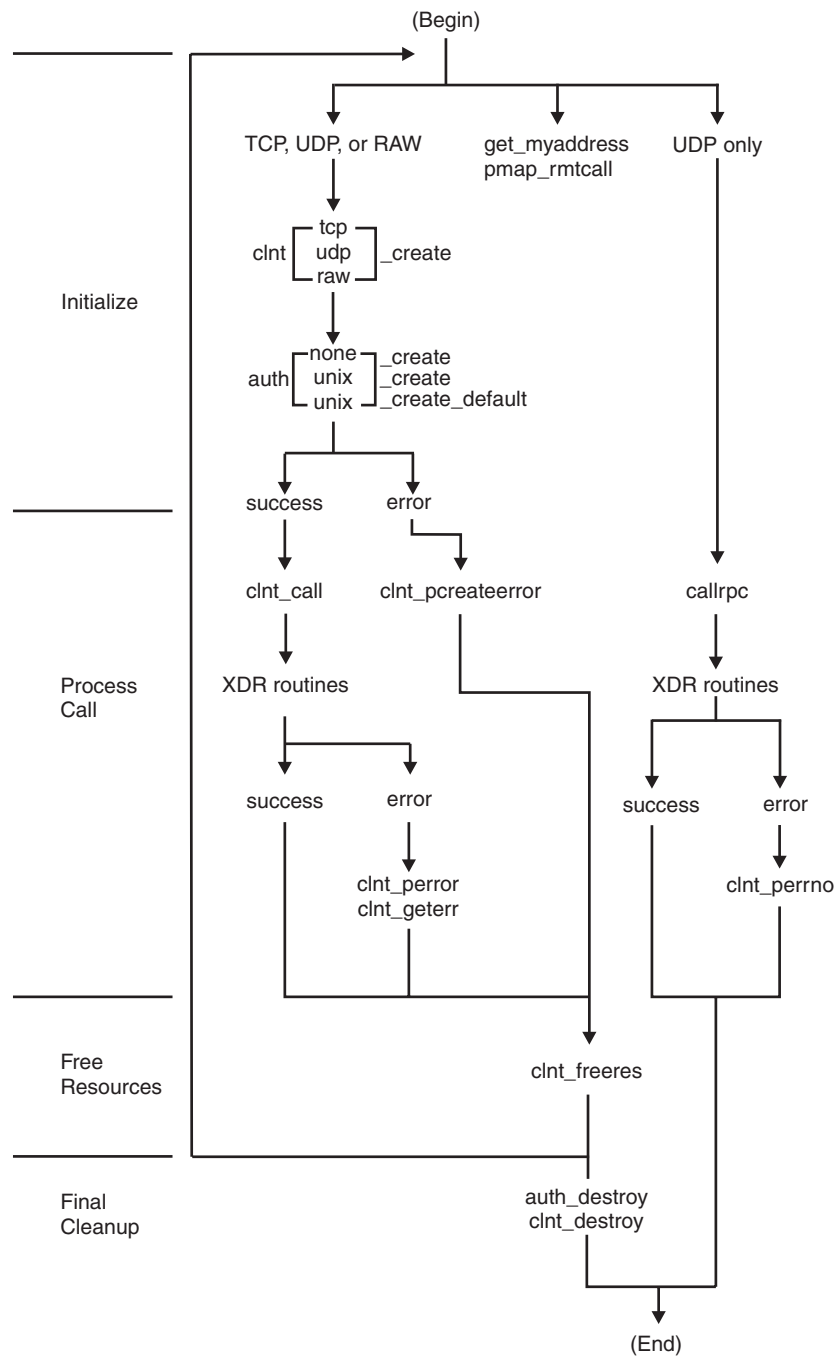 (Begin)
TCP, UDP, or RAW
get_myaddress
pmap_rmtcall
UDP only
clnt
tcp
udp
raw
_create
Initialize
auth
none
unix
unix
_create
_create
_create_default
success
error
clnt_call
clnt_pcreateerror
callrpc
Process
Call
XDR routines
XDR routines
success
error
success
error
clnt_perror
clnt_geterr
clnt_perrno
Free
Resources
clnt_freeres
Final
Cleanup
auth_destroy
clnt_destroy
(End)